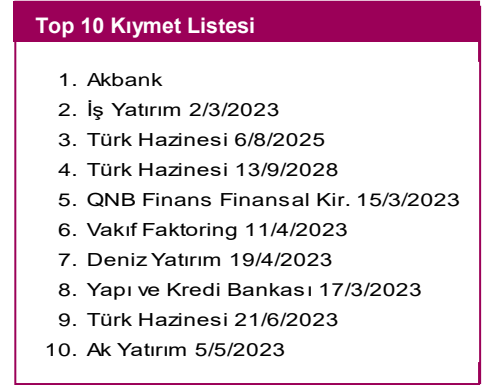 Top 10 Kıymet Listesi
1. Akbank
2. İş Yatırım 2/3/2023
3. Türk Hazinesi 6/8/2025
4. Türk Hazinesi 13/9/2028
5. QNB Finans Finansal Kir. 15/3/2023
6. Vakıf Faktoring 11/4/2023
7. Deniz Yatırım 19/4/2023
8. Yapı ve Kredi Bankası 17/3/2023
9. Türk Hazinesi 21/6/2023
10. Ak Yatırım 5/5/2023